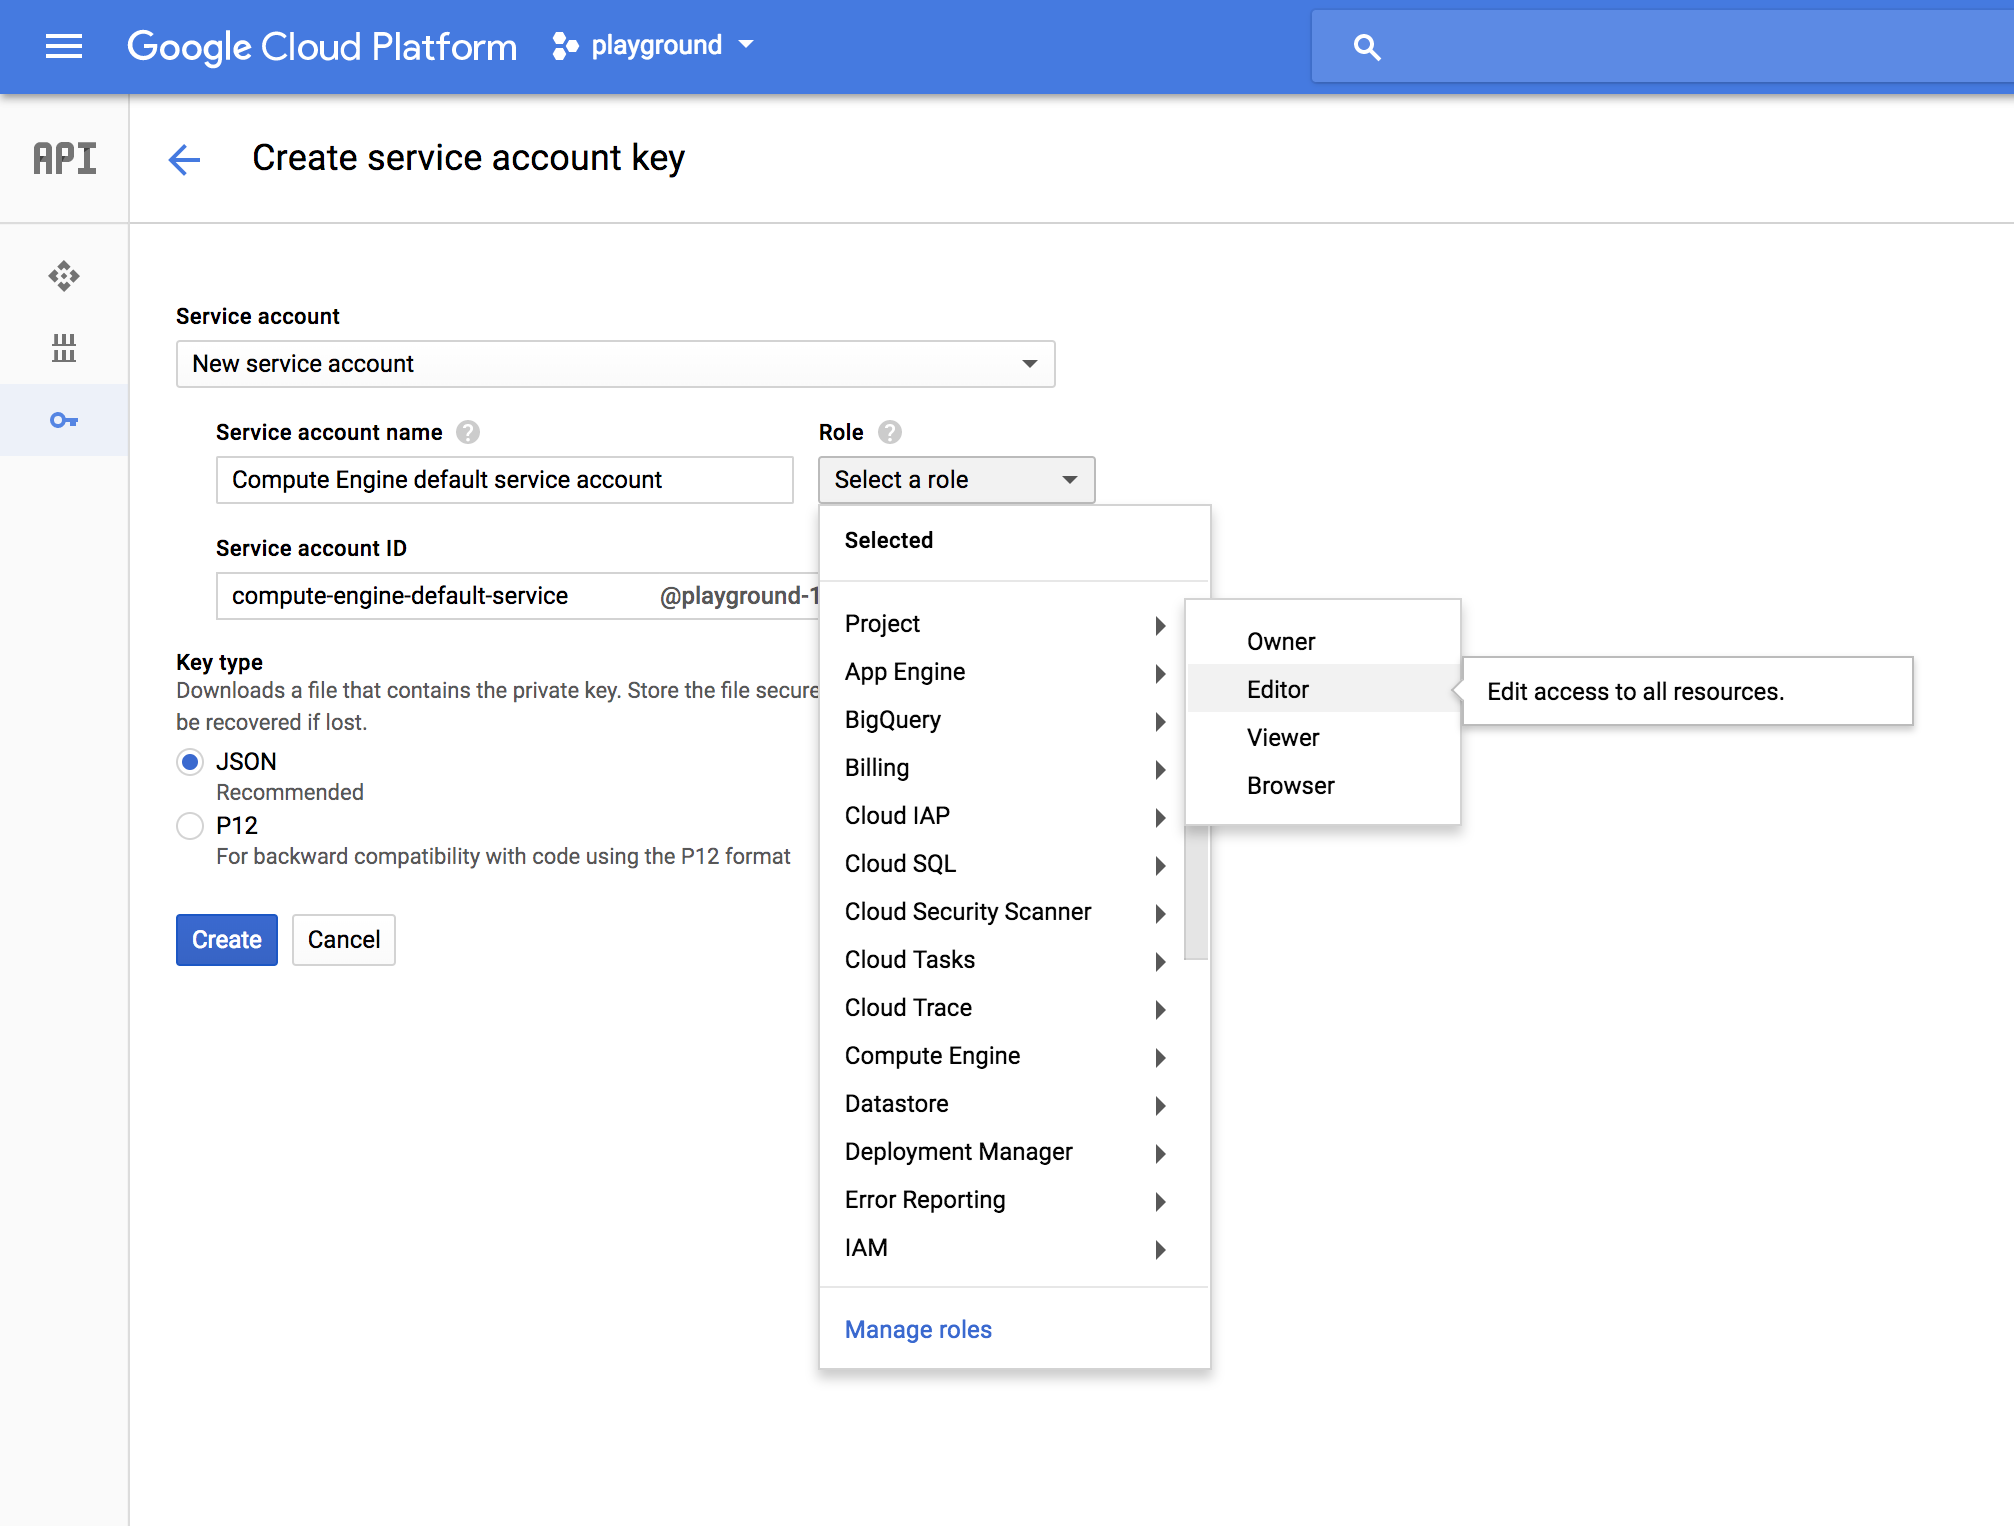 Google Cloud Platform playground
API
Create service account key
Service account
New service account
Service account name ?
Role ?
Compute Engine default service account
Select a role
Service account ID
compute-engine-default-service @playground-1
Key type
Downloads a file that contains the private key. Store the file secure
be recovered if lost.
JSON
Recommended
P12
For backward compatibility with code using the P12 format
Create
Cancel
Selected
Project
App Engine
BigQuery
Billing
Cloud IAP
Cloud SQL
Cloud Security Scanner
Cloud Tasks
Cloud Trace
Compute Engine
Datastore
Deployment Manager
Error Reporting
IAM
Manage roles
Owner
Editor
Viewer
Browser
Edit access to all resources.